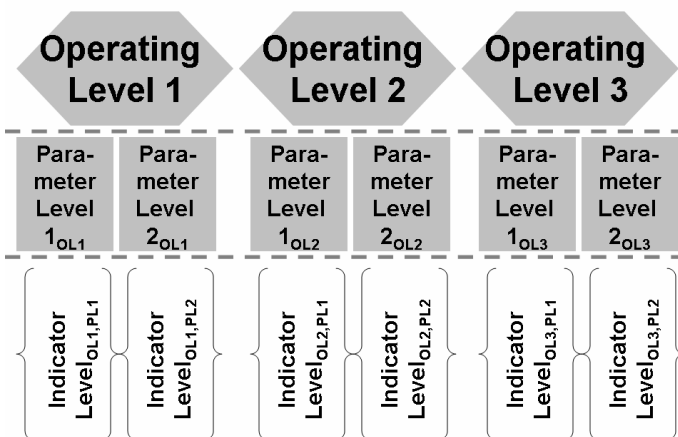 Operating
Level 1
Operating
Level 2
Operating
Level 3
Para-
meter
Level
1OL1
Para-
meter
Level
2OL1
Para-
meter
Level
1OL2
Para-
meter
Level
2OL2
Para-
meter
Level
1OL3
Para-
meter
Level
2OL3
Indicator
LevelOL1,PL1
Indicator
LevelOL1,PL2
Indicator
LevelOL2,PL1
Indicator
LevelOL2,PL2
Indicator
LevelOL3,PL1
Indicator
LevelOL3,PL2